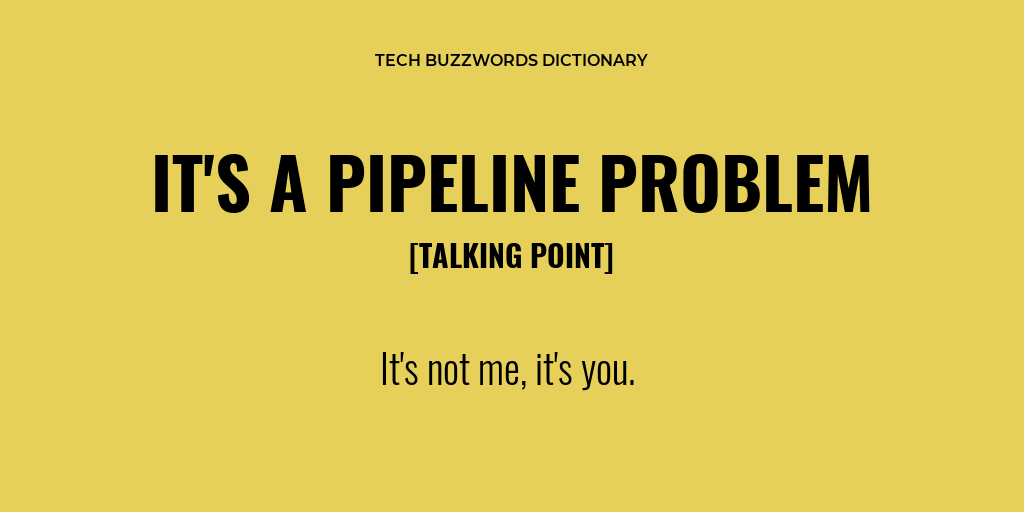 TECH BUZZWORDS DICTIONARY
IT'S A PIPELINE PROBLEM
[TALKING POINT]
It's not me, it's you.